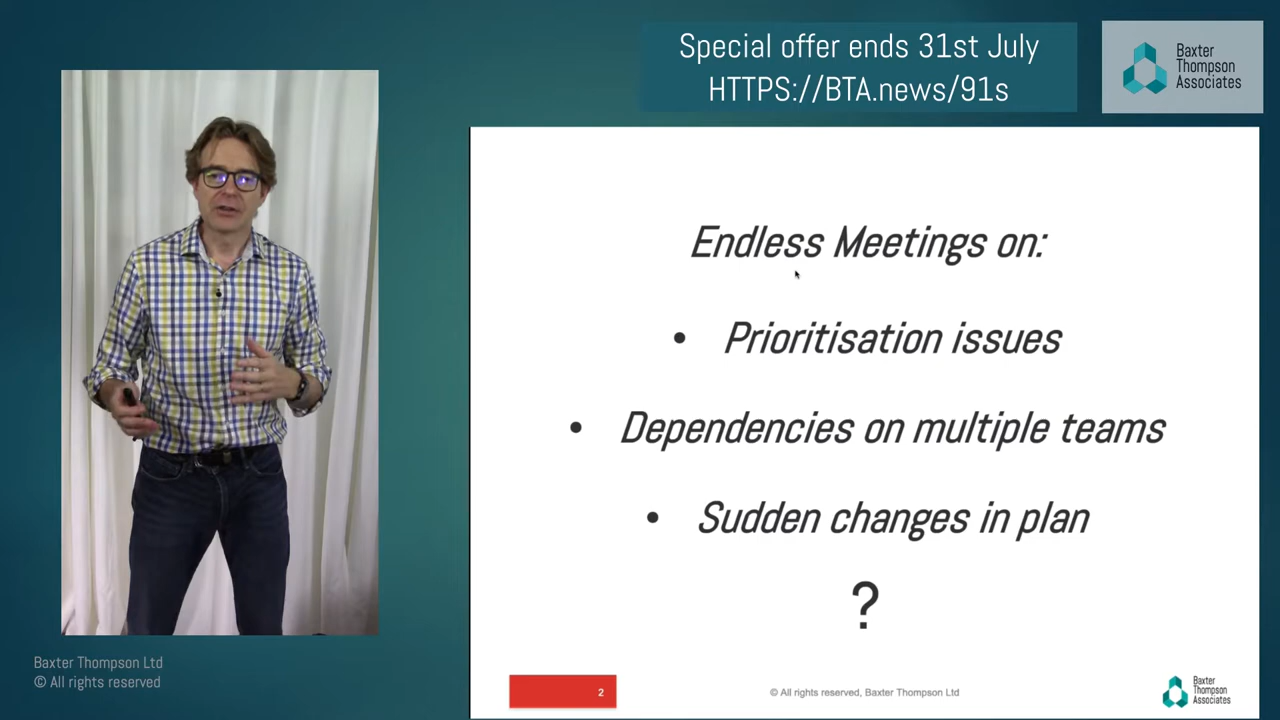 Special offer ends 31st July
HTTPS://BTA.news/91s
Baxter
Thompson
Associates
Endless Meetings on:
• Prioritisation issues
• Dependencies on multiple teams
• Sudden changes in plan
?
Baxter Thompson Ltd
© All rights reserved
2
© All rights reserved, Baxter Thompson Ltd
Baxter
Thompson
Associates